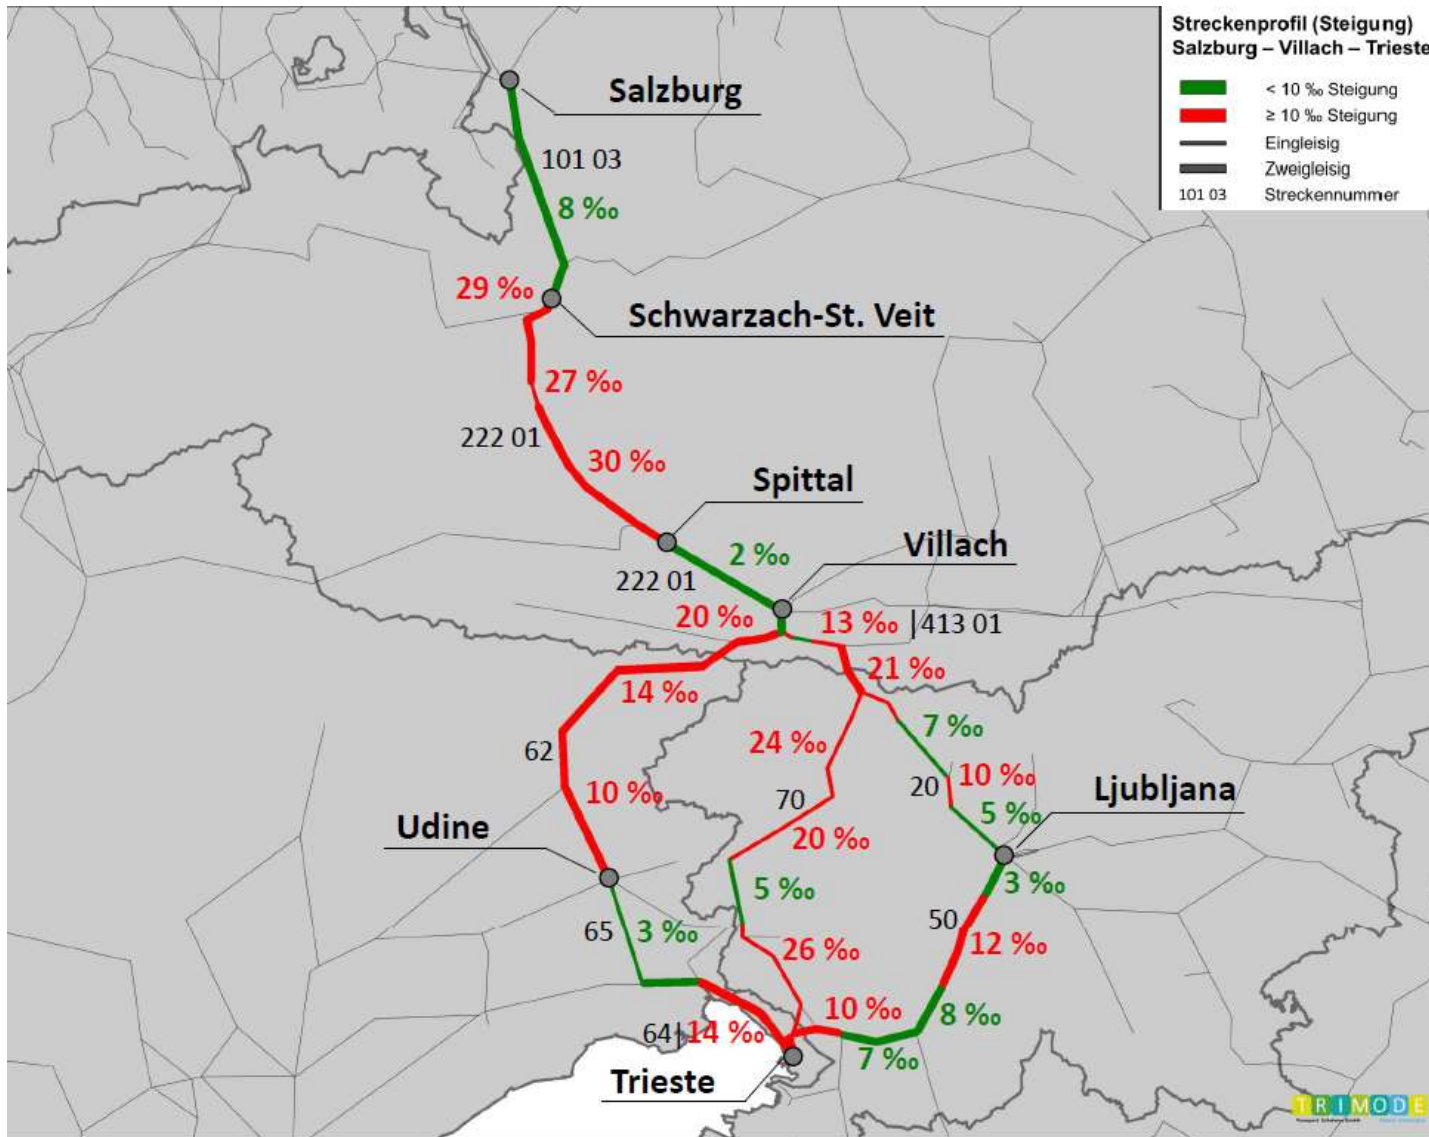 Streckenprofil (Steigung)
Salzburg – Villach – Trieste
< 10 ‰ Steigung
≥ 10 ‰ Steigung
Eingleisig
Zweigleisig
101 03 Streckennummer
Salzburg
101 03
8 ‰
29 ‰
Schwarzach-St. Veit
27 ‰
222 01
30 ‰
Spittal
2 ‰
Villach
222 01
20 ‰
13 ‰ |413 01
21 ‰
14 ‰
7 ‰
24 ‰
62
10 ‰
20
10 ‰
Ljubljana
70
5 ‰
Udine
20 ‰
3 ‰
5 ‰
50
65
3 ‰
12 ‰
26 ‰
10 ‰
8 ‰
64|14 ‰
7 ‰
Trieste
TRIMODE